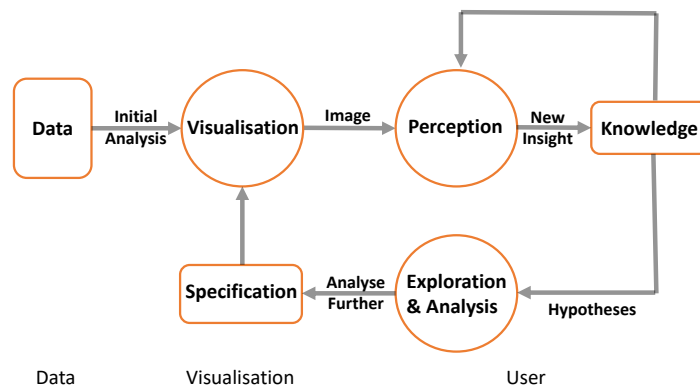 Data
Initial
Analysis
Visualisation
Image
Perception
New
Insight
Knowledge
Specification
Analyse
Further
Exploration
& Analysis
Hypotheses
Data
Visualisation
User